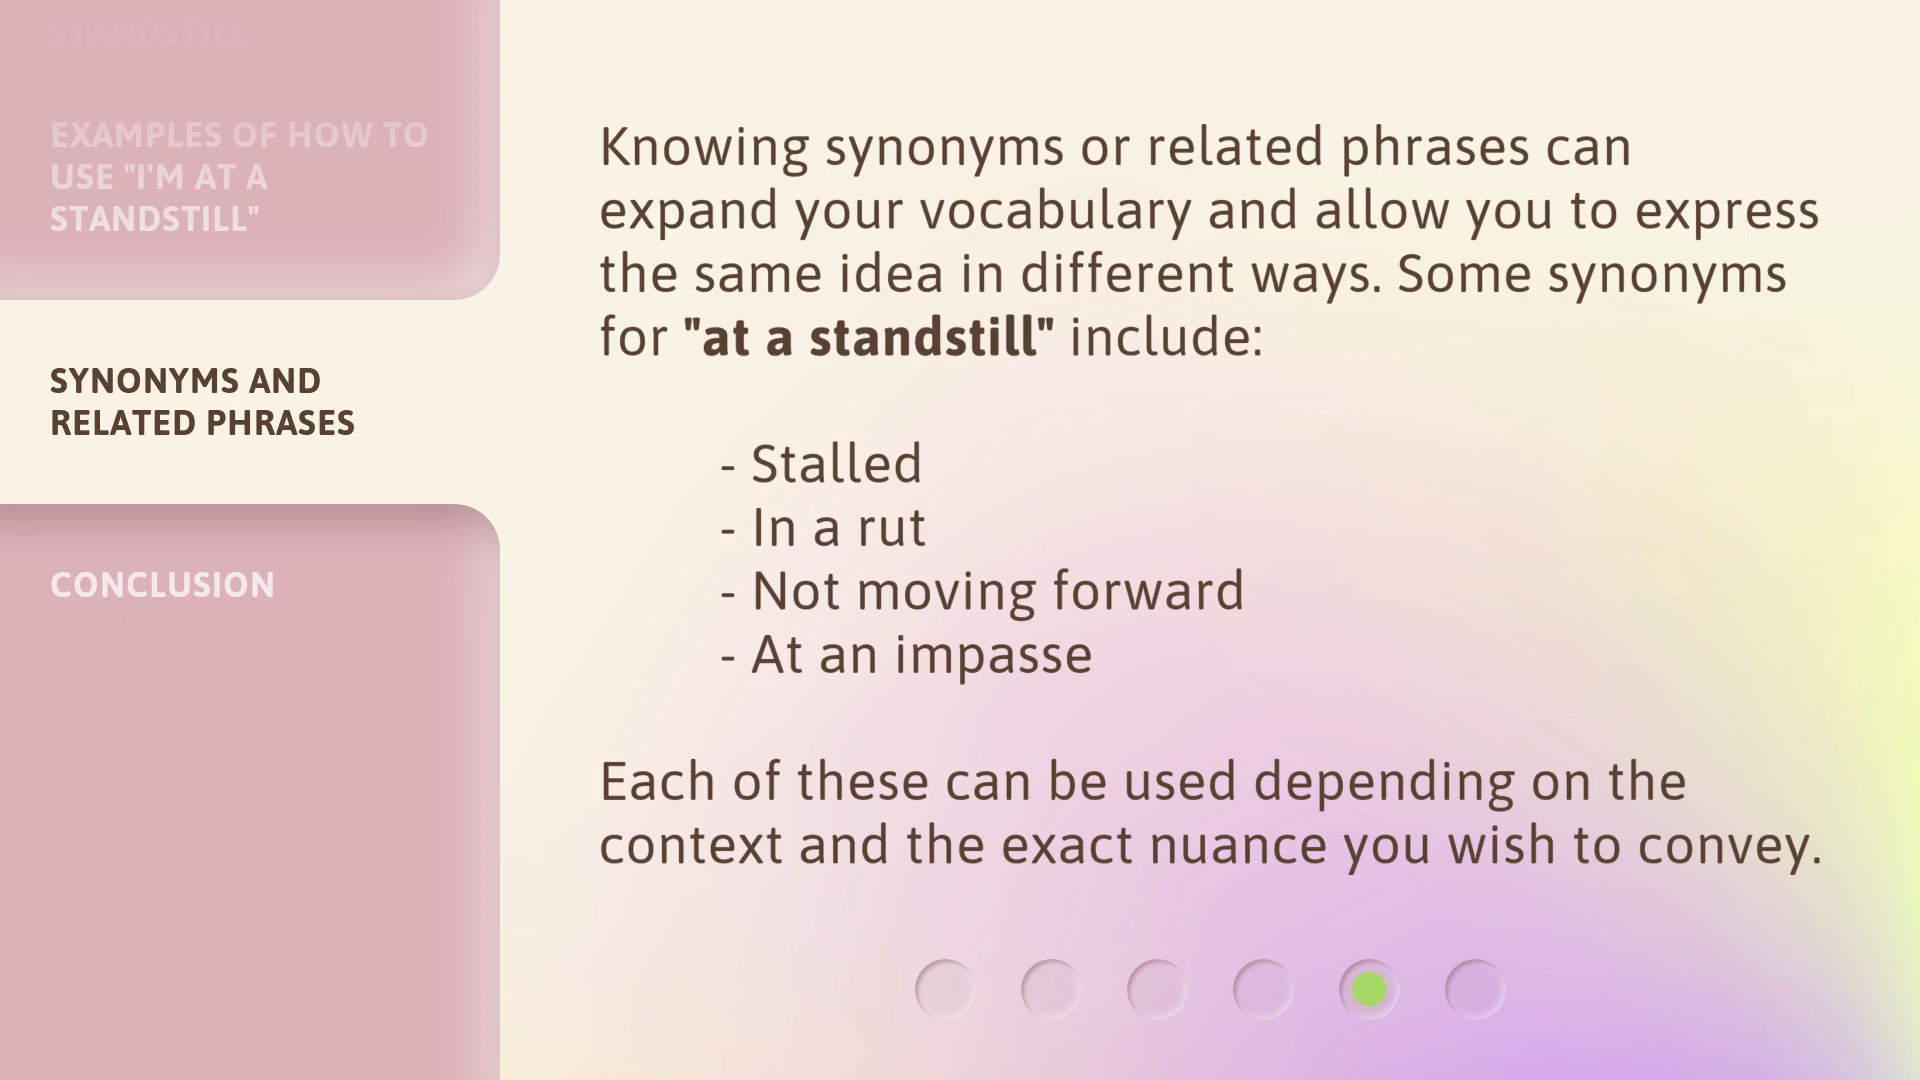 STANDSTILL"
EXAMPLES OF HOW TO
USE "I'M AT A
STANDSTILL"
SYNONYMS AND
RELATED PHRASES
CONCLUSION
Knowing synonyms or related phrases can
expand your vocabulary and allow you to express
the same idea in different ways. Some synonyms
for "at a standstill" include:
- Stalled
- In a rut
- Not moving forward
- At an impasse
Each of these can be used depending on the
context and the exact nuance you wish to convey.